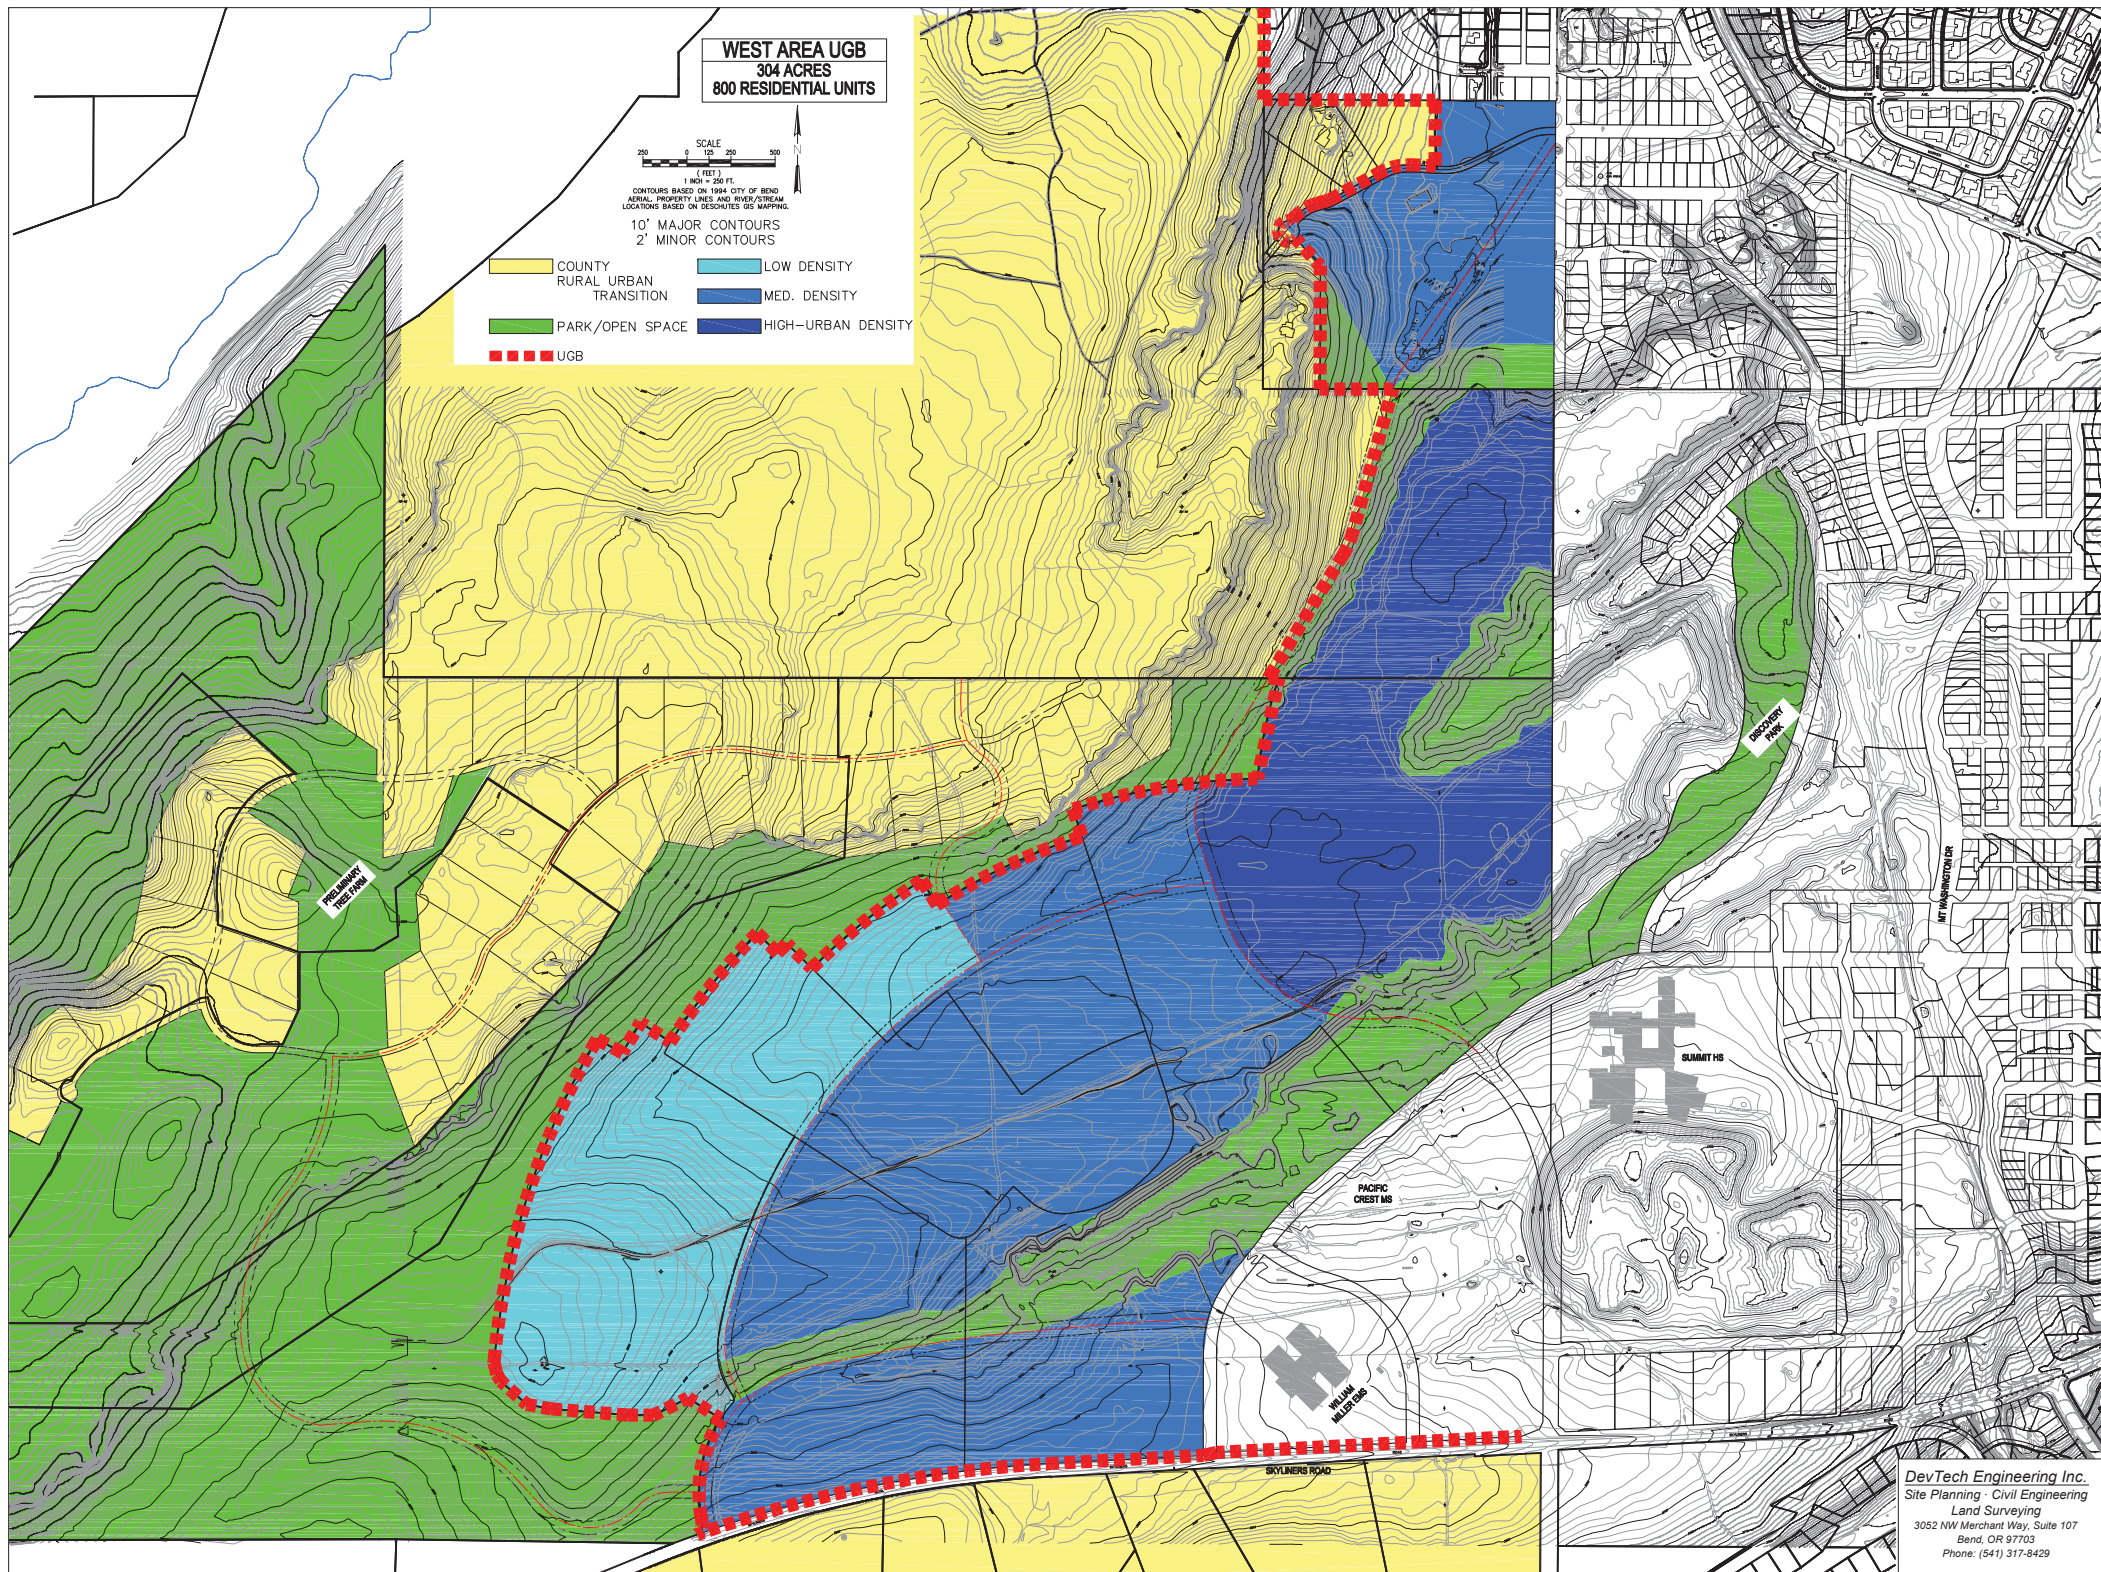 WEST AREA UGB
304 ACRES
800 RESIDENTIAL UNITS
N
SCALE
250 0 125 250 500
( FEET )
1 INCH = 250 FT.
CONTOURS BASED ON 1994 CITY OF BEND
AERIAL, PROPERTY LINES AND RIVER/STREAM
LOCATIONS BASED ON DESCHUTES GIS MAPPING.
10' MAJOR CONTOURS
2' MINOR CONTOURS
COUNTY
RURAL URBAN
TRANSITION
LOW DENSITY
MED. DENSITY
PARK/OPEN SPACE
HIGH-URBAN DENSITY
UGB
DISCOVERY
PARK
PRELIMINARY
TREE FARM
MT WASHINGTON DR
SUMMIT HS
PACIFIC
CREST MS
WILLIAM
MILLER EMS
SKYLINERS ROAD
DevTech Engineering Inc.
Site Planning · Civil Engineering
Land Surveying
3052 NW Merchant Way, Suite 107
Bend, OR 97703
Phone: (541) 317-8429